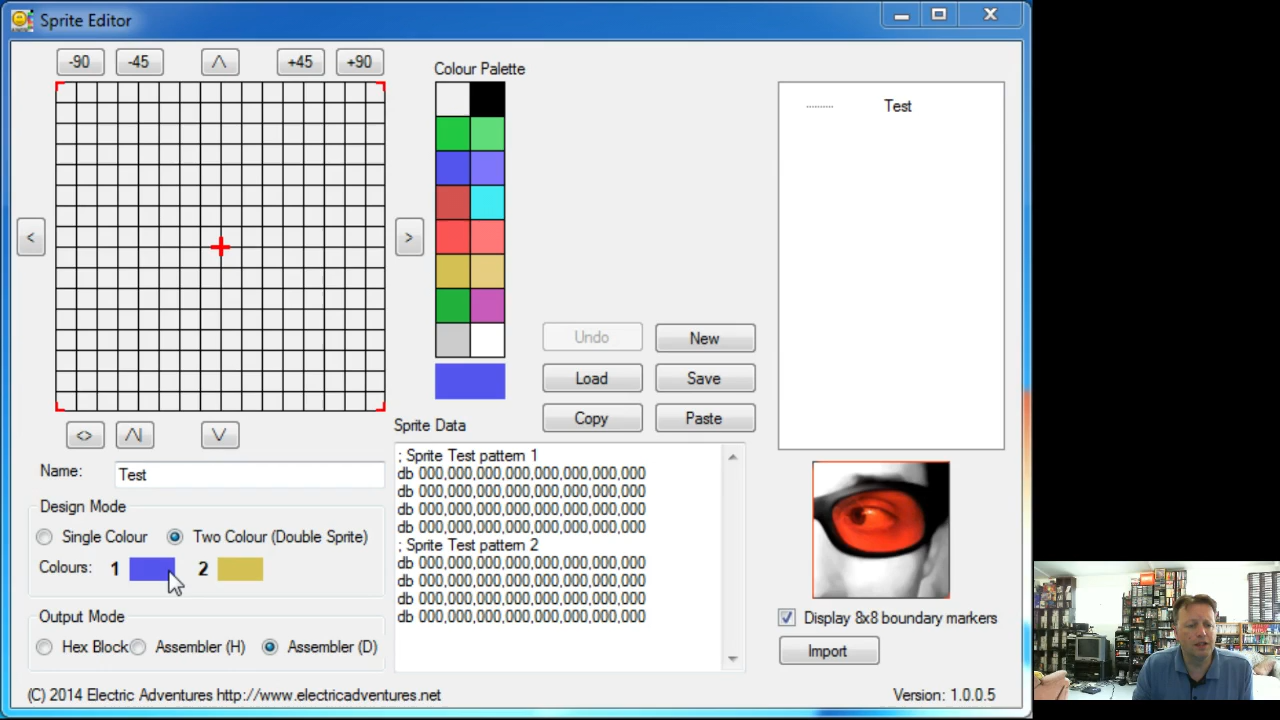 Sprite Editor
-90 -45 /\ +45 +90
Colour Palette
Test
< >
Undo New
Load Save
Copy Paste
<> /\/ \/
Sprite Data
; Sprite Test pattern 1
db 000,000,000,000,000,000,000,000
db 000,000,000,000,000,000,000,000
db 000,000,000,000,000,000,000,000
db 000,000,000,000,000,000,000,000
; Sprite Test pattern 2
db 000,000,000,000,000,000,000,000
db 000,000,000,000,000,000,000,000
db 000,000,000,000,000,000,000,000
db 000,000,000,000,000,000,000,000
Name: Test
Design Mode
Single Colour Two Colour (Double Sprite)
Colours: 1 2
Output Mode
Hex Block Assembler (H) Assembler (D)
Display 8x8 boundary markers
Import
(C) 2014 Electric Adventures http://www.electricadventures.net
Version: 1.0.0.5